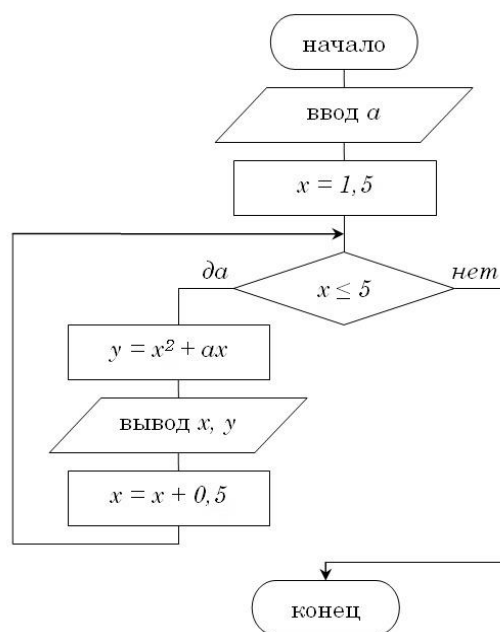 начало
ввод a
x = 1,5
да
нет
x ≤ 5
y = x² + ax
вывод x, y
x = x + 0,5
конец